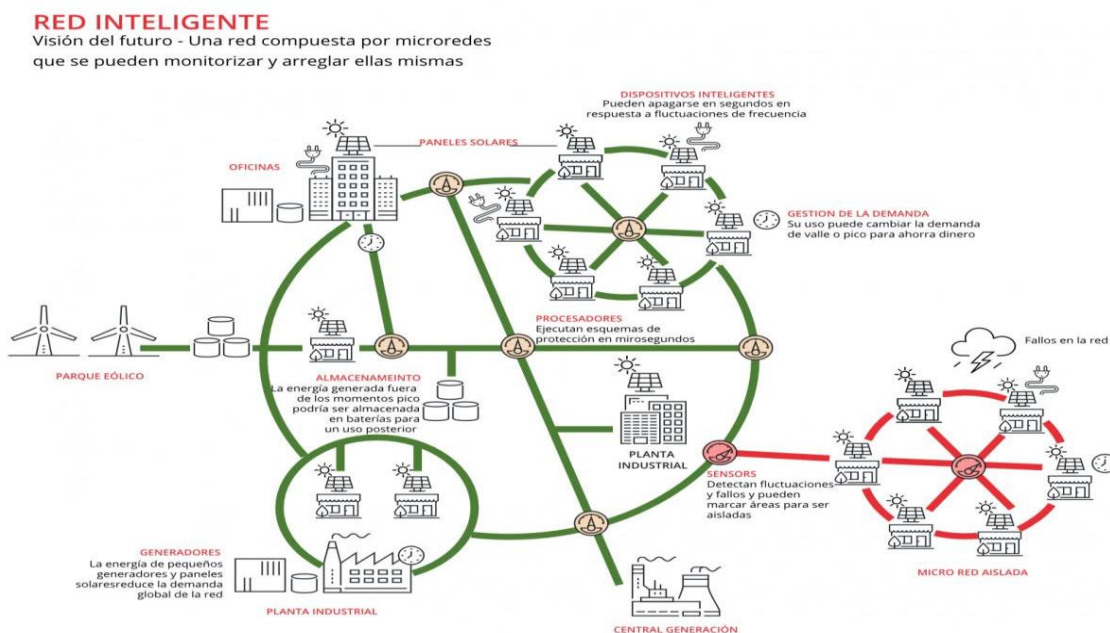 RED INTELIGENTE
Visión del futuro - Una red compuesta por microredes
que se pueden monitorizar y arreglar ellas mismas
DISPOSITIVOS INTELIGENTES
Pueden apagarse en segundos en
respuesta a fluctuaciones de frecuencia
PANELES SOLARES
OFICINAS
GESTION DE LA DEMANDA
Su uso puede cambiar la demanda
de valle o pico para ahorra dinero
PROCESADORES
Ejecutan esquemas de
protección en mirosegundos
Fallos en la red
PARQUE EÓLICO
ALMACENAMEINTO
La energía generada fuera
de los momentos pico
podría ser almacenada
en baterías para
un uso posterior
PLANTA
INDUSTRIAL
SENSORS
Detectan fluctuaciones
y fallos y pueden
marcar áreas para ser
aisladas
GENERADORES
La energía de pequeños
generadores y paneles
solaresreduce la demanda
global de la red
PLANTA INDUSTRIAL
MICRO RED AISLADA
CENTRAL GENERACIÓN